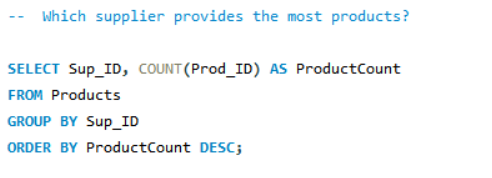 -- Which supplier provides the most products?
SELECT Sup_ID, COUNT(Prod_ID) AS ProductCount
FROM Products
GROUP BY Sup_ID
ORDER BY ProductCount DESC;